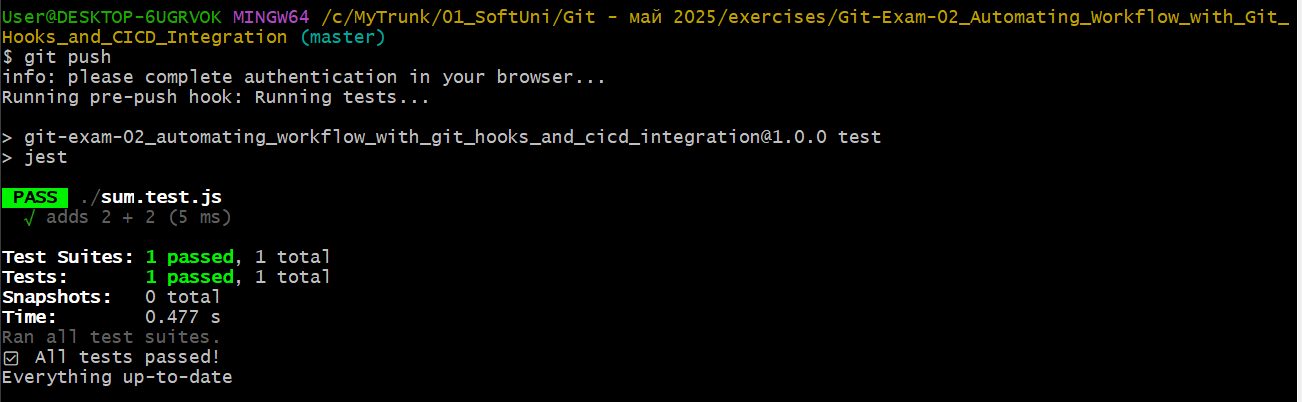 User@DESKTOP-6UGRVOK MINGW64 /c/MyTrunk/01_SoftUni/Git - май 2025/exercises/Git-Exam-02_Automating_Workflow_with_Git_
Hooks_and_CICD_Integration (master)
$ git push
info: please complete authentication in your browser...
Running pre-push hook: Running tests...
> git-exam-02_automating_workflow_with_git_hooks_and_cicd_integration@1.0.0 test
> jest
PASS ./sum.test.js
√ adds 2 + 2 (5 ms)
Test Suites: 1 passed, 1 total
Tests: 1 passed, 1 total
Snapshots: 0 total
Time: 0.477 s
Ran all test suites.
☑ All tests passed!
Everything up-to-date